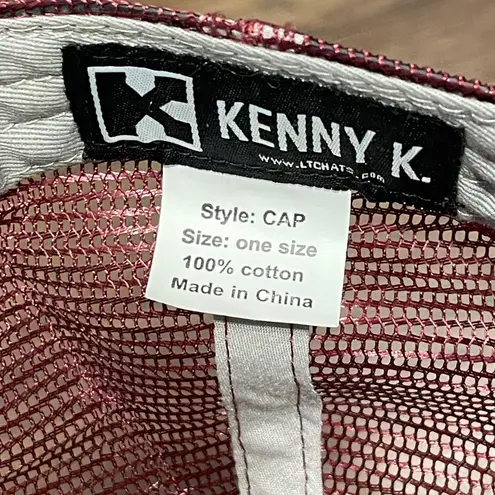 KENNY K.
www.LTCHATS.com
Style: CAP
Size: one size
100% cotton
Made in China